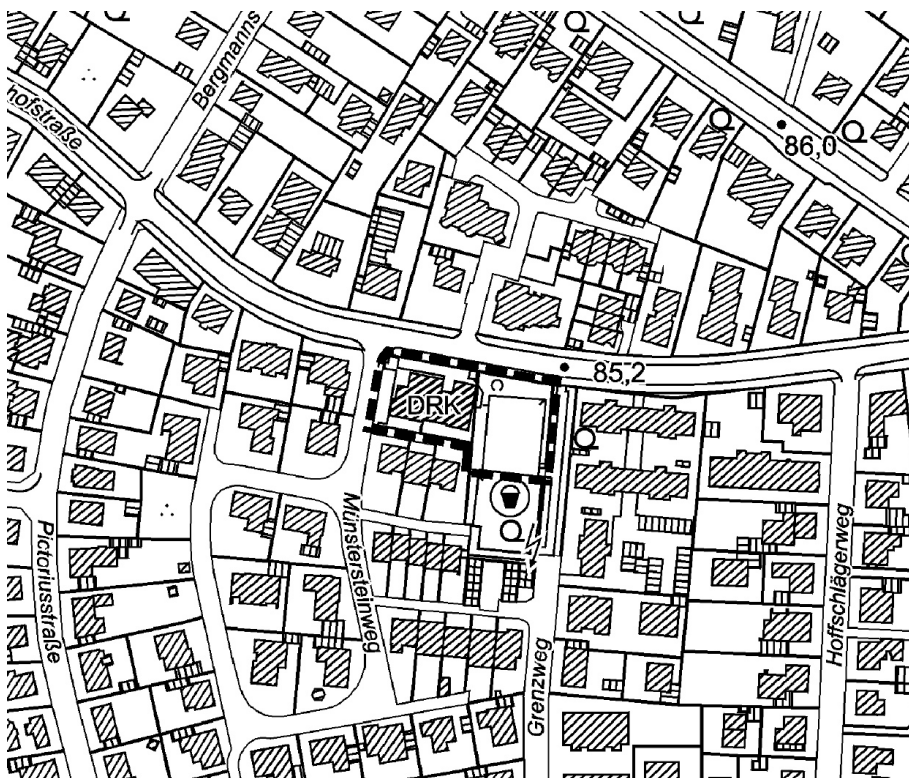 Bergmanns
hofstraße
86,0
85,2
DRK
Münstersteinweg
Pictoriusstraße
Grenzweg
Hoffschlägerweg